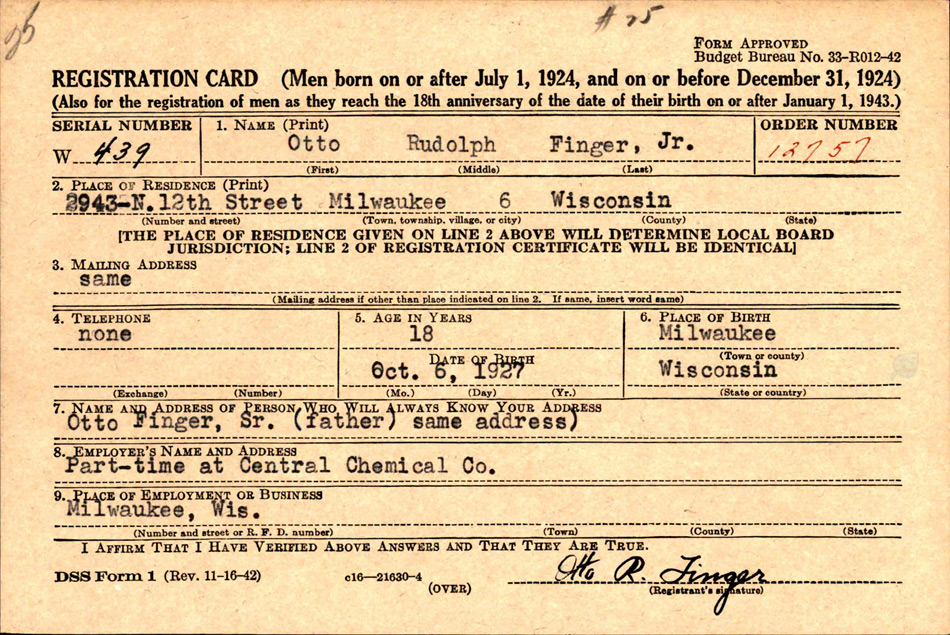 # 25
FORM APPROVED
Budget Bureau No. 33-R012-42
REGISTRATION CARD (Men born on or after July 1, 1924, and on or before December 31, 1924)
(Also for the registration of men as they reach the 18th anniversary of the date of their birth on or after January 1, 1943.)
SERIAL NUMBER 1. NAME (Print) ORDER NUMBER
W 439 Otto Rudolph Finger, Jr. 12757
(First) (Middle) (Last)
2. PLACE OF RESIDENCE (Print)
2943-N.12th Street Milwaukee 6 Wisconsin
(Number and street) (Town, township, village, or city) (County) (State)
[THE PLACE OF RESIDENCE GIVEN ON LINE 2 ABOVE WILL DETERMINE LOCAL BOARD
JURISDICTION; LINE 2 OF REGISTRATION CERTIFICATE WILL BE IDENTICAL]
3. MAILING ADDRESS
same
(Mailing address if other than place indicated on line 2. If same, insert word same)
4. TELEPHONE 5. AGE IN YEARS 6. PLACE OF BIRTH
none 18 Milwaukee
DATE OF BIRTH (Town or county)
Oct. 6, 1927 Wisconsin
(Exchange) (Number) (Mo.) (Day) (Yr.) (State or country)
7. NAME AND ADDRESS OF PERSON WHO WILL ALWAYS KNOW YOUR ADDRESS
Otto Finger, Sr. (father) same address)
8. EMPLOYER'S NAME AND ADDRESS
Part-time at Central Chemical Co.
9. PLACE OF EMPLOYMENT OR BUSINESS
Milwaukee, Wis.
(Number and street or R. F. D. number) (Town) (County) (State)
I AFFIRM THAT I HAVE VERIFIED ABOVE ANSWERS AND THAT THEY ARE TRUE.
DSS Form 1 (Rev. 11-16-42) c16—21630-4 Otto R. Finger
(OVER) (Registrant's signature)